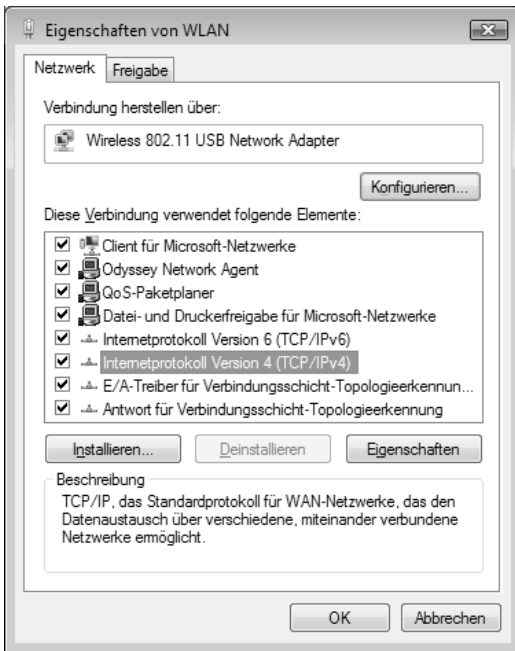 Eigenschaften von WLAN
Netzwerk Freigabe
Verbindung herstellen über:
Wireless 802.11 USB Network Adapter
Konfigurieren...
Diese Verbindung verwendet folgende Elemente:
Client für Microsoft-Netzwerke
Odyssey Network Agent
QoS-Paketplaner
Datei- und Druckerfreigabe für Microsoft-Netzwerke
Internetprotokoll Version 6 (TCP/IPv6)
Internetprotokoll Version 4 (TCP/IPv4)
E/A-Treiber für Verbindungsschicht-Topologieerkennun...
Antwort für Verbindungsschicht-Topologieerkennung
Installieren... Deinstallieren Eigenschaften
Beschreibung
TCP/IP, das Standardprotokoll für WAN-Netzwerke, das den
Datenaustausch über verschiedene, miteinander verbundene
Netzwerke ermöglicht.
OK Abbrechen